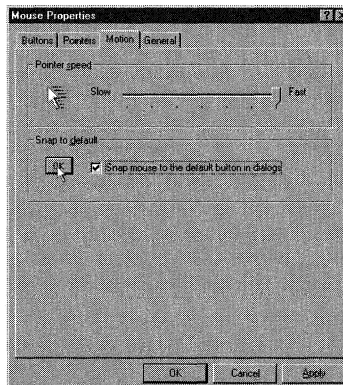 Mouse Properties
Buttons Pointers Motion General
Pointer speed
Slow Fast
Snap to default
OK Snap mouse to the default button in dialogs
OK Cancel Apply